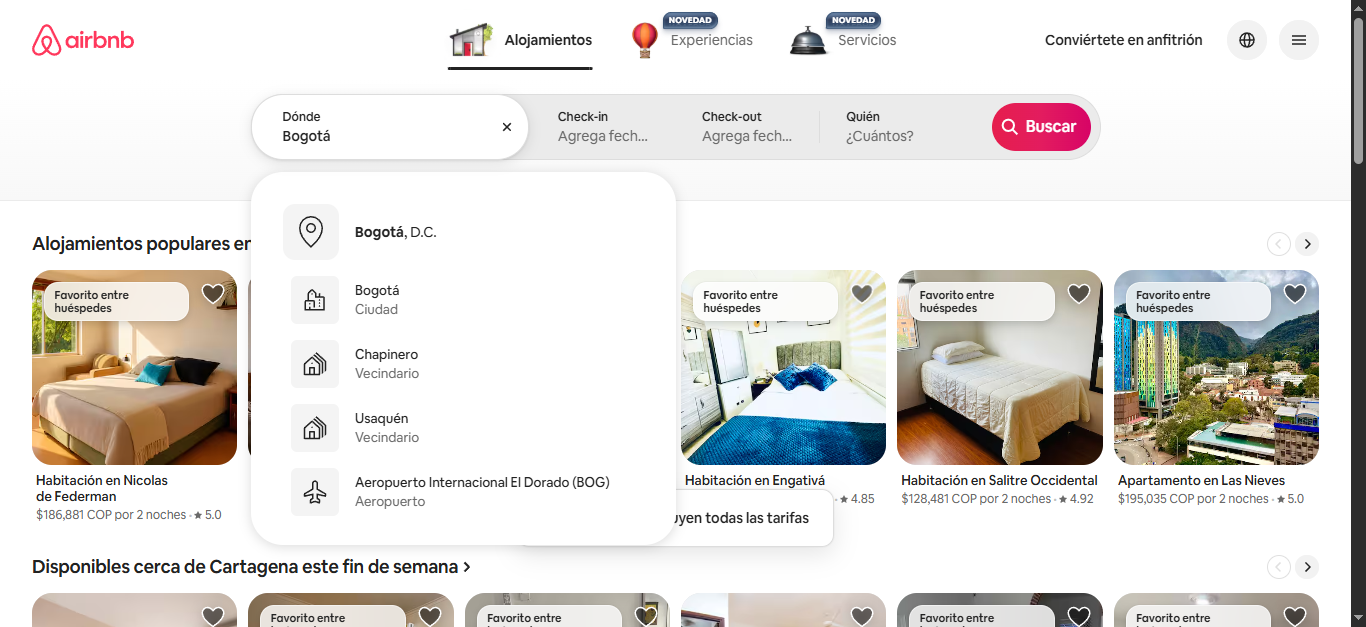 airbnb
Alojamientos
NOVEDAD
Experiencias
NOVEDAD
Servicios
Conviértete en anfitrión
Dónde
Bogotá
Check-in
Agrega fech...
Check-out
Agrega fech...
Quién
¿Cuántos?
Buscar
Bogotá, D.C.
Bogotá
Ciudad
Chapinero
Vecindario
Usaquén
Vecindario
Aeropuerto Internacional El Dorado (BOG)
Aeropuerto
Alojamientos populares en
Favorito entre
huéspedes
Favorito entre
huéspedes
Favorito entre
huéspedes
Favorito entre
huéspedes
Habitación en Nicolas
de Federman
$186,881 COP por 2 noches · ★ 5.0
Habitación en Engativá
· ★ 4.85
Habitación en Salitre Occidental
$128,481 COP por 2 noches · ★ 4.92
Apartamento en Las Nieves
$195,035 COP por 2 noches · ★ 5.0
uyen todas las tarifas
Disponibles cerca de Cartagena este fin de semana >
Favorito entre
Favorito entre
Favorito entre
Favorito entre